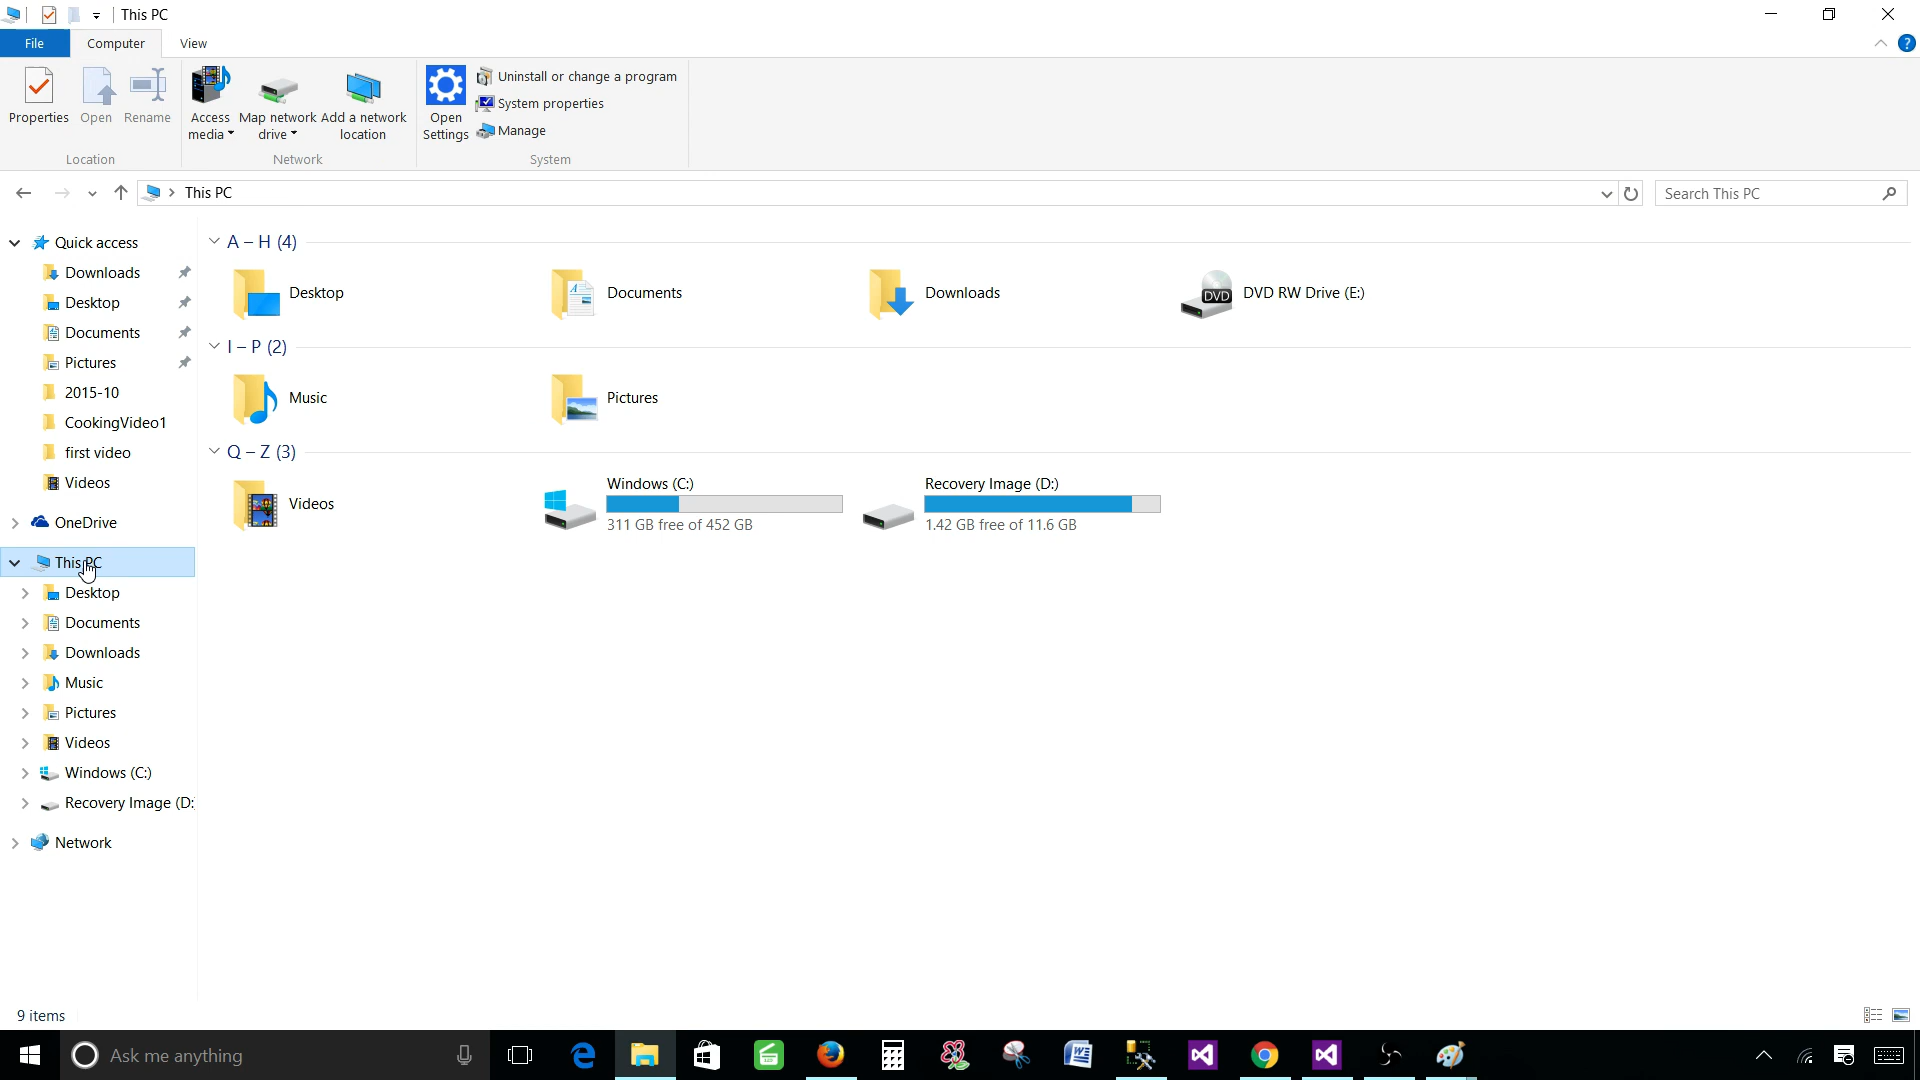 This PC
File Computer View
Properties Open Rename Access media Map network drive Add a network location Open Settings
Uninstall or change a program
System properties
Manage
Location Network System
This PC Search This PC
Quick access
Downloads
Desktop
Documents
Pictures
2015-10
CookingVideo1
first video
Videos
OneDrive
This PC
Desktop
Documents
Downloads
Music
Pictures
Videos
Windows (C:)
Recovery Image (D:
Network
A – H (4)
Desktop Documents Downloads DVD DVD RW Drive (E:)
I – P (2)
Music Pictures
Q – Z (3)
Videos
Windows (C:)
311 GB free of 452 GB
Recovery Image (D:)
1.42 GB free of 11.6 GB
9 items
Ask me anything